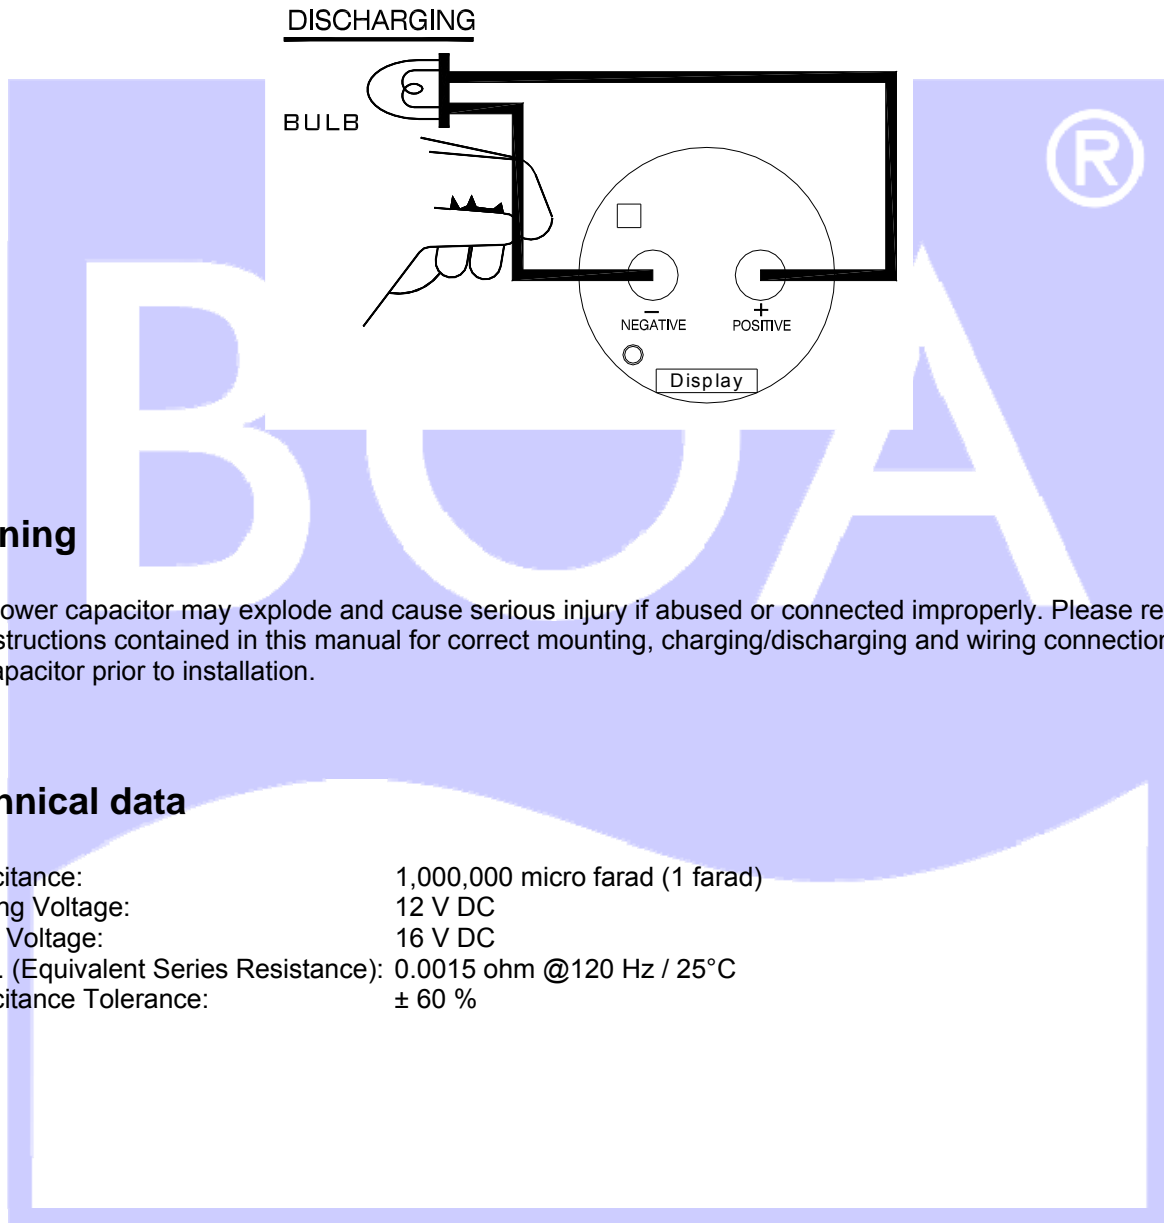 DISCHARGING
BULB
®
BOA
NEGATIVE
POSITIVE
−
+
Display
ning
ower capacitor may explode and cause serious injury if abused or connected improperly. Please re
structions contained in this manual for correct mounting, charging/discharging and wiring connection
apacitor prior to installation.
hnical data
citance: 1,000,000 micro farad (1 farad)
ng Voltage: 12 V DC
Voltage: 16 V DC
. (Equivalent Series Resistance): 0.0015 ohm @120 Hz / 25°C
citance Tolerance: ± 60 %